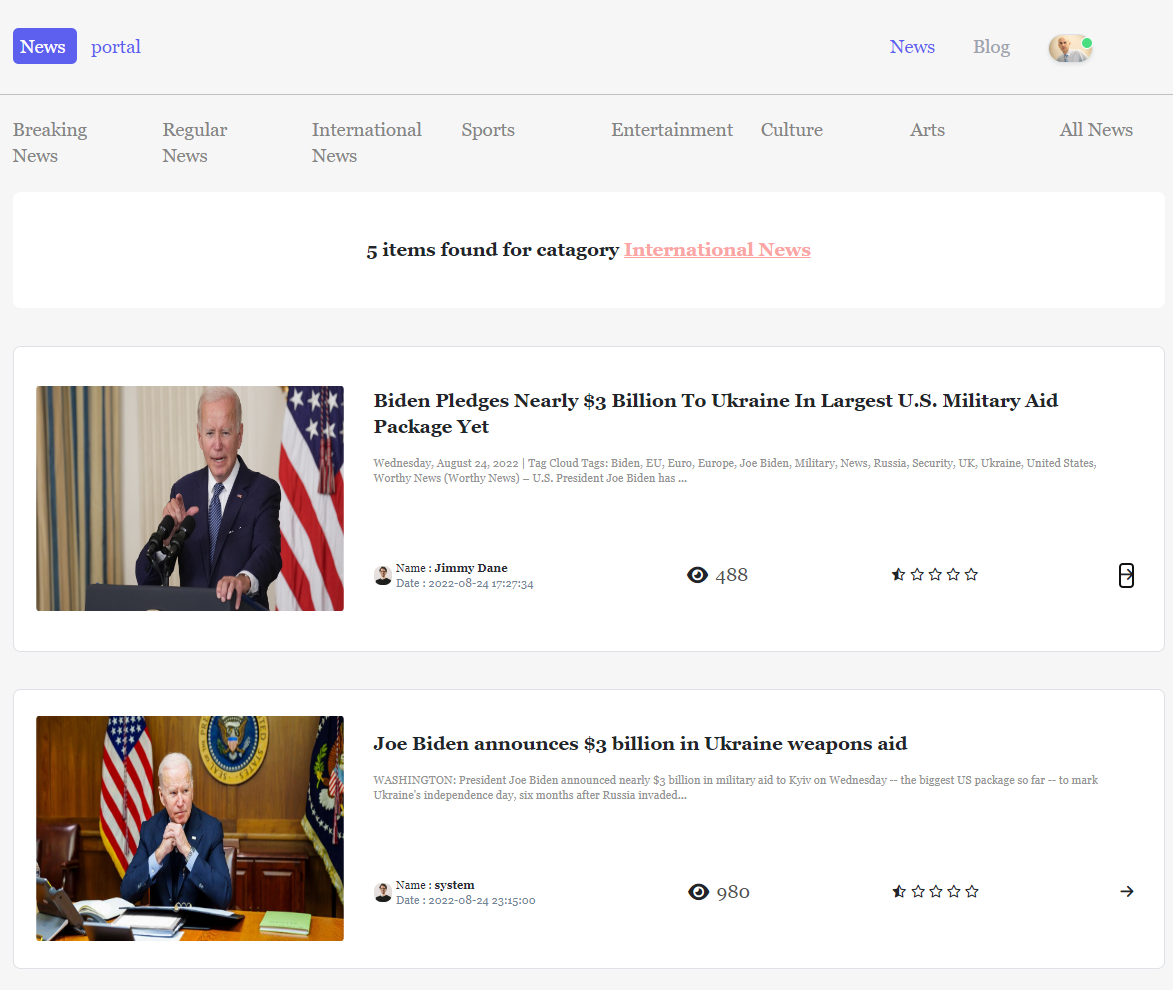 News portal
News Blog
Breaking News
Regular News
International News
Sports
Entertainment
Culture
Arts
All News
5 items found for catagory International News
Biden Pledges Nearly $3 Billion To Ukraine In Largest U.S. Military Aid
Package Yet
Wednesday, August 24, 2022 | Tag Cloud Tags: Biden, EU, Euro, Europe, Joe Biden, Military, News, Russia, Security, UK, Ukraine, United States,
Worthy News (Worthy News) – U.S. President Joe Biden has ...
Name : Jimmy Dane
Date : 2022-08-24 17:27:34
488
Joe Biden announces $3 billion in Ukraine weapons aid
WASHINGTON: President Joe Biden announced nearly $3 billion in military aid to Kyiv on Wednesday -- the biggest US package so far -- to mark
Ukraine's independence day, six months after Russia invaded...
Name : system
Date : 2022-08-24 23:15:00
980